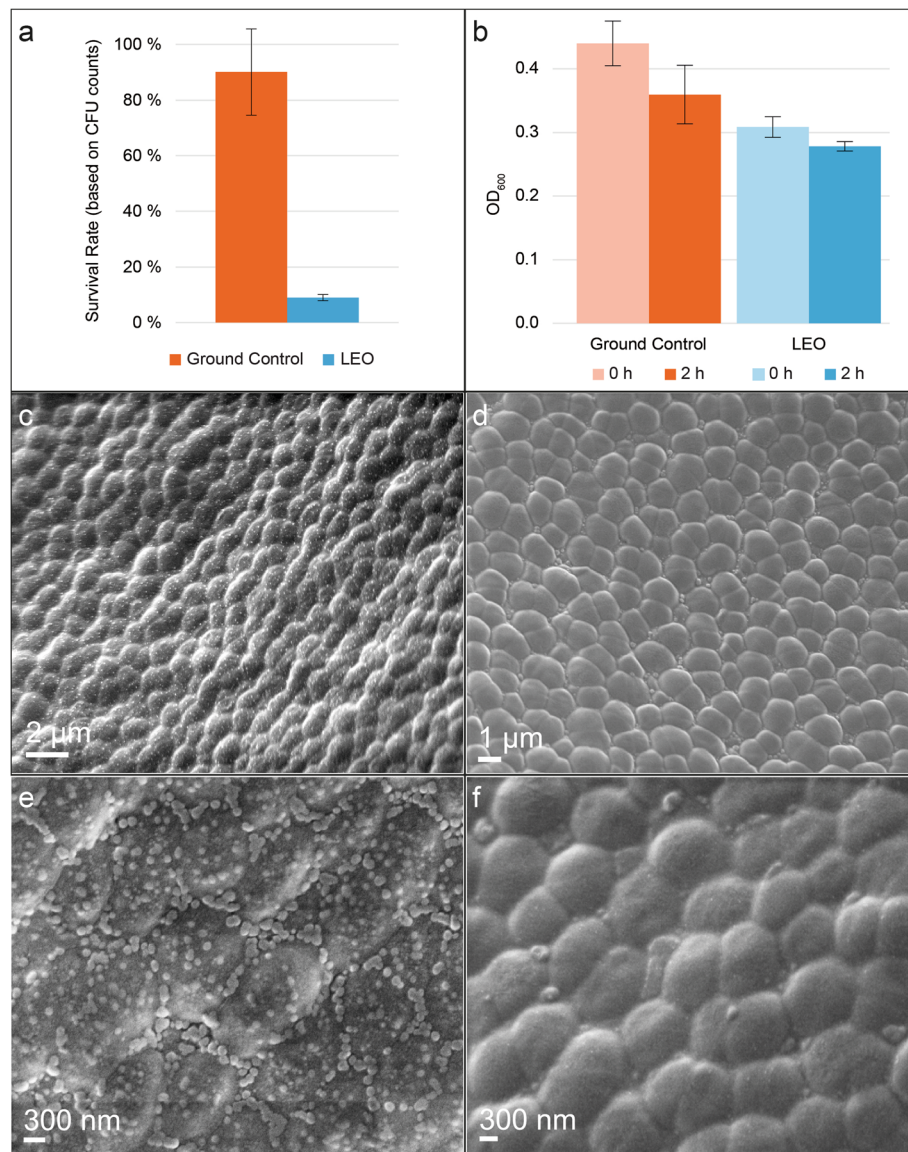 a
Survival Rate (based on CFU counts)
100 %
80 %
60 %
40 %
20 %
0 %
Ground Control LEO
b
OD600
0.4
0.3
0.2
0.1
0.0
Ground Control LEO
0 h 2 h 0 h 2 h
c
2 µm
d
1 µm
e
300 nm
f
300 nm